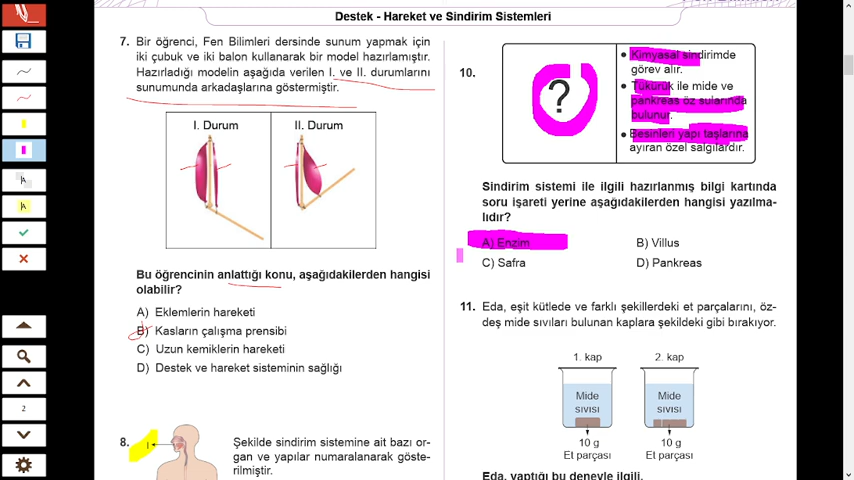 Destek - Hareket ve Sindirim Sistemleri
7. Bir öğrenci, Fen Bilimleri dersinde sunum yapmak için
iki çubuk ve iki balon kullanarak bir model hazırlamıştır.
Hazırladığı modelin aşağıda verilen I. ve II. durumlarını
sunumunda arkadaşlarına göstermiştir.
I. Durum
II. Durum
Bu öğrencinin anlattığı konu, aşağıdakilerden hangisi
olabilir?
A) Eklemlerin hareketi
B) Kasların çalışma prensibi
C) Uzun kemiklerin hareketi
D) Destek ve hareket sisteminin sağlığı
8. Şekilde sindirim sistemine ait bazı or-
gan ve yapılar numaralanarak göste-
rilmiştir.
I
10.
?
• Kimyasal sindirimde
görev alır.
• Tükürük ile mide ve
pankreas öz sularında
bulunur.
• Besinleri yapı taşlarına
ayıran özel salgılardır.
Sindirim sistemi ile ilgili hazırlanmış bilgi kartında
soru işareti yerine aşağıdakilerden hangisi yazılma-
lıdır?
A) Enzim B) Villus
C) Safra D) Pankreas
11. Eda, eşit kütlede ve farklı şekillerdeki et parçalarını, öz-
deş mide sıvıları bulunan kaplara şekildeki gibi bırakıyor.
1. kap 2. kap
Mide Mide
sıvısı sıvısı
10 g 10 g
Et parçası Et parçası
Eda, yaptığı bu deneyle ilgili,
A
A
2